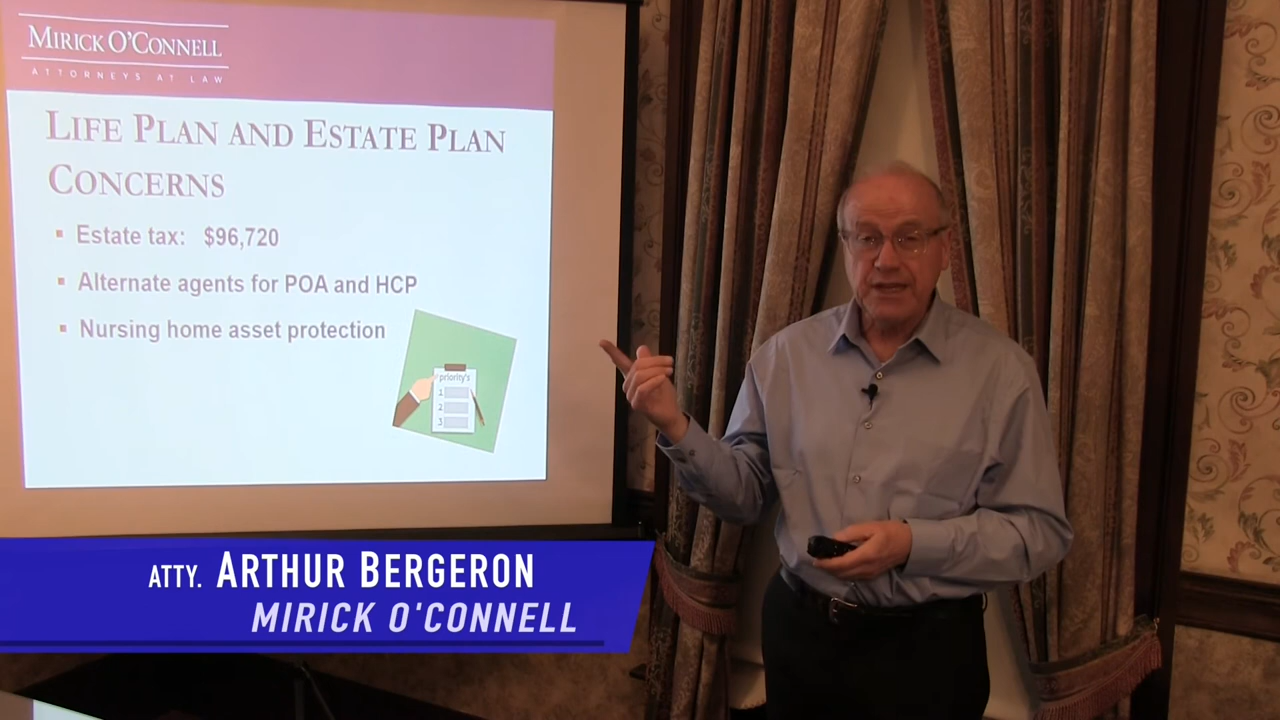 MIRICK O'CONNELL
ATTORNEYS AT LAW
LIFE PLAN AND ESTATE PLAN
CONCERNS
▪ Estate tax: $96,720
▪ Alternate agents for POA and HCP
▪ Nursing home asset protection
priority's
1
2
3
ATTY. ARTHUR BERGERON
MIRICK O'CONNELL